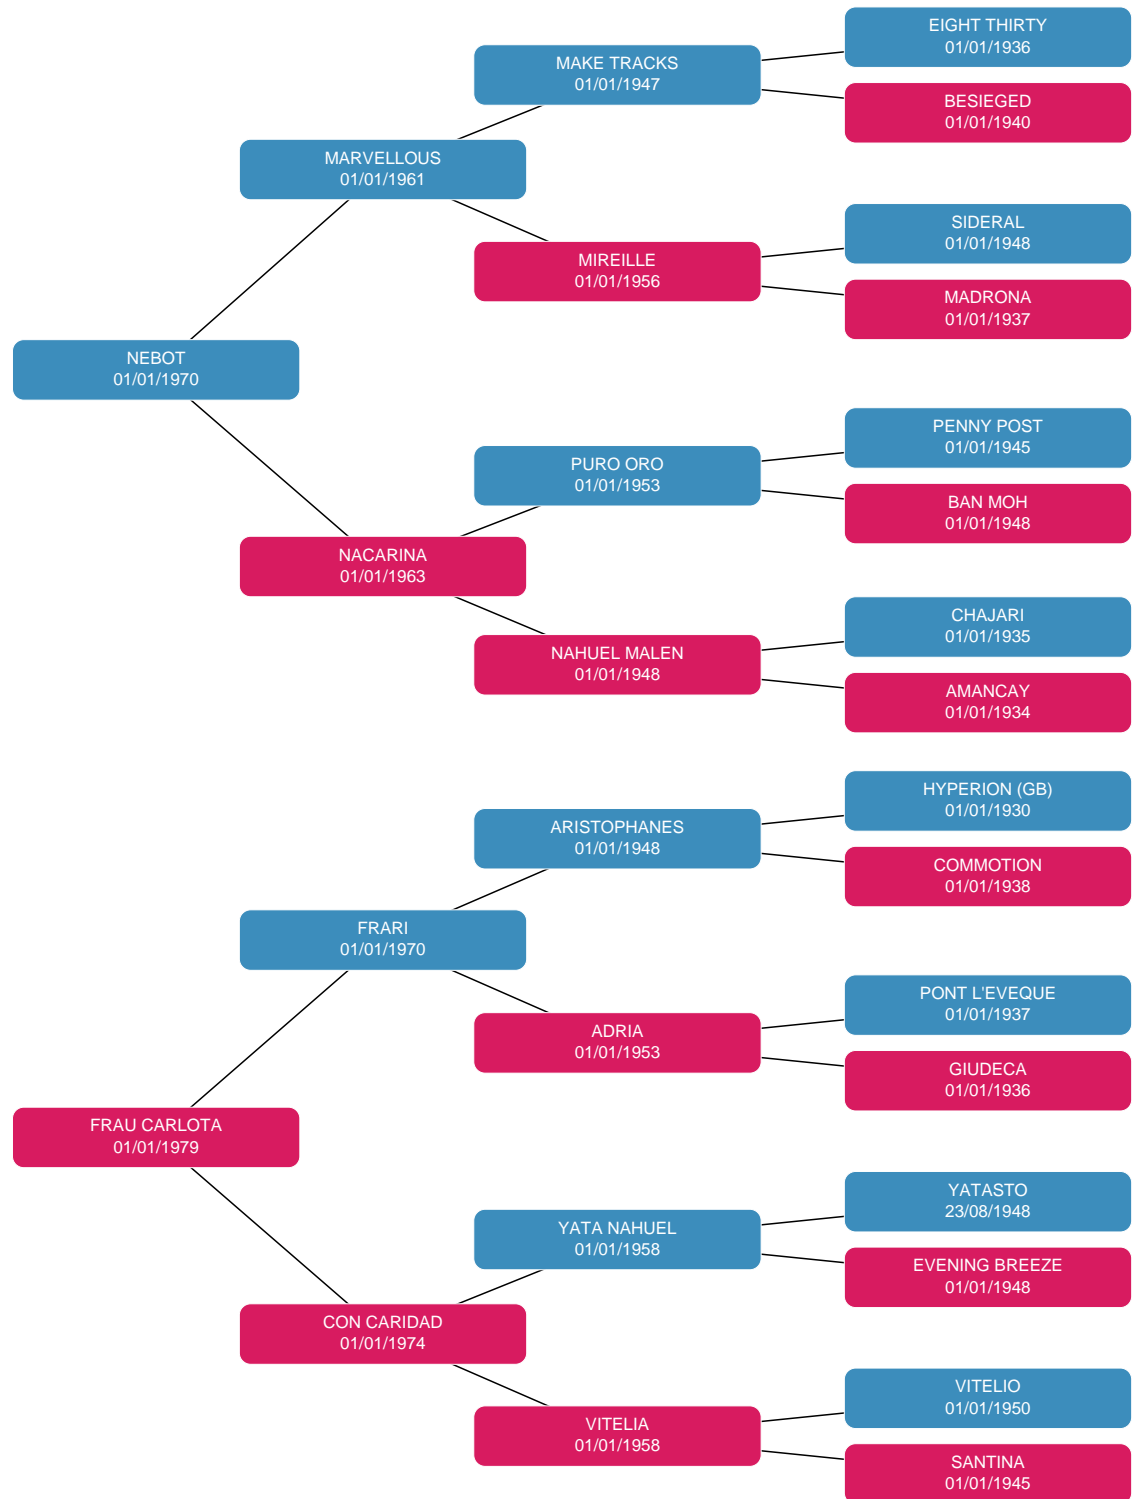 EIGHT THIRTY
01/01/1936
MAKE TRACKS
01/01/1947
BESIEGED
01/01/1940
MARVELLOUS
01/01/1961
SIDERAL
01/01/1948
MIREILLE
01/01/1956
MADRONA
01/01/1937
NEBOT
01/01/1970
PENNY POST
01/01/1945
PURO ORO
01/01/1953
BAN MOH
01/01/1948
NACARINA
01/01/1963
CHAJARI
01/01/1935
NAHUEL MALEN
01/01/1948
AMANCAY
01/01/1934
HYPERION (GB)
01/01/1930
ARISTOPHANES
01/01/1948
COMMOTION
01/01/1938
FRARI
01/01/1970
PONT L'EVEQUE
01/01/1937
ADRIA
01/01/1953
GIUDECA
01/01/1936
FRAU CARLOTA
01/01/1979
YATASTO
23/08/1948
YATA NAHUEL
01/01/1958
EVENING BREEZE
01/01/1948
CON CARIDAD
01/01/1974
VITELIO
01/01/1950
VITELIA
01/01/1958
SANTINA
01/01/1945